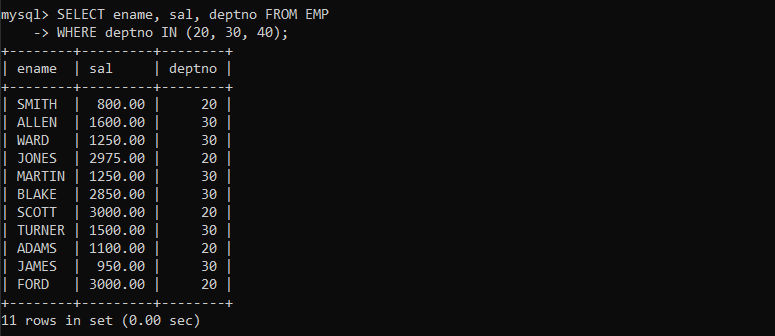 mysql> SELECT ename, sal, deptno FROM EMP
    -> WHERE deptno IN (20, 30, 40);
+--------+---------+--------+
| ename  | sal     | deptno |
+--------+---------+--------+
| SMITH  |  800.00 |     20 |
| ALLEN  | 1600.00 |     30 |
| WARD   | 1250.00 |     30 |
| JONES  | 2975.00 |     20 |
| MARTIN | 1250.00 |     30 |
| BLAKE  | 2850.00 |     30 |
| SCOTT  | 3000.00 |     20 |
| TURNER | 1500.00 |     30 |
| ADAMS  | 1100.00 |     20 |
| JAMES  |  950.00 |     30 |
| FORD   | 3000.00 |     20 |
+--------+---------+--------+
11 rows in set (0.00 sec)